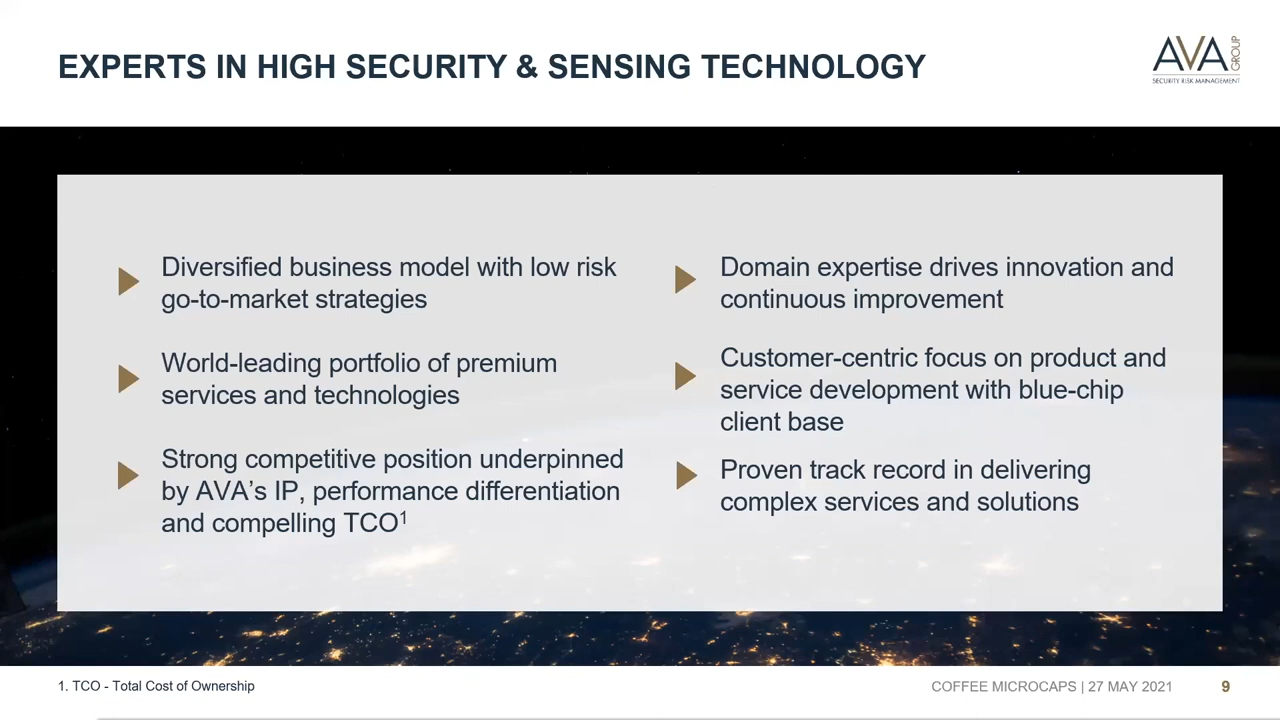 EXPERTS IN HIGH SECURITY & SENSING TECHNOLOGY
AVA
GROUP
SECURITY RISK MANAGEMENT
Diversified business model with low risk
go-to-market strategies
World-leading portfolio of premium
services and technologies
Strong competitive position underpinned
by AVA’s IP, performance differentiation
and compelling TCO¹
Domain expertise drives innovation and
continuous improvement
Customer-centric focus on product and
service development with blue-chip
client base
Proven track record in delivering
complex services and solutions
1. TCO - Total Cost of Ownership
COFFEE MICROCAPS | 27 MAY 2021
9